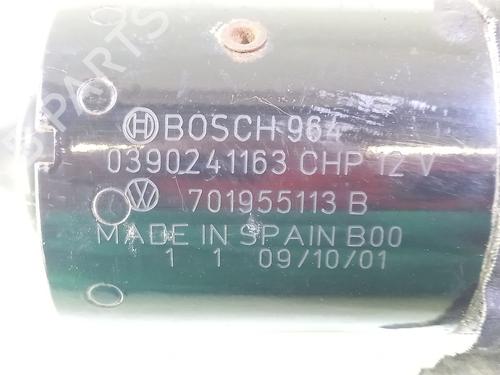 BOSCH 964
0390241163 CHP 12 V
701955113 B
MADE IN SPAIN B00
1 1 09/10/01